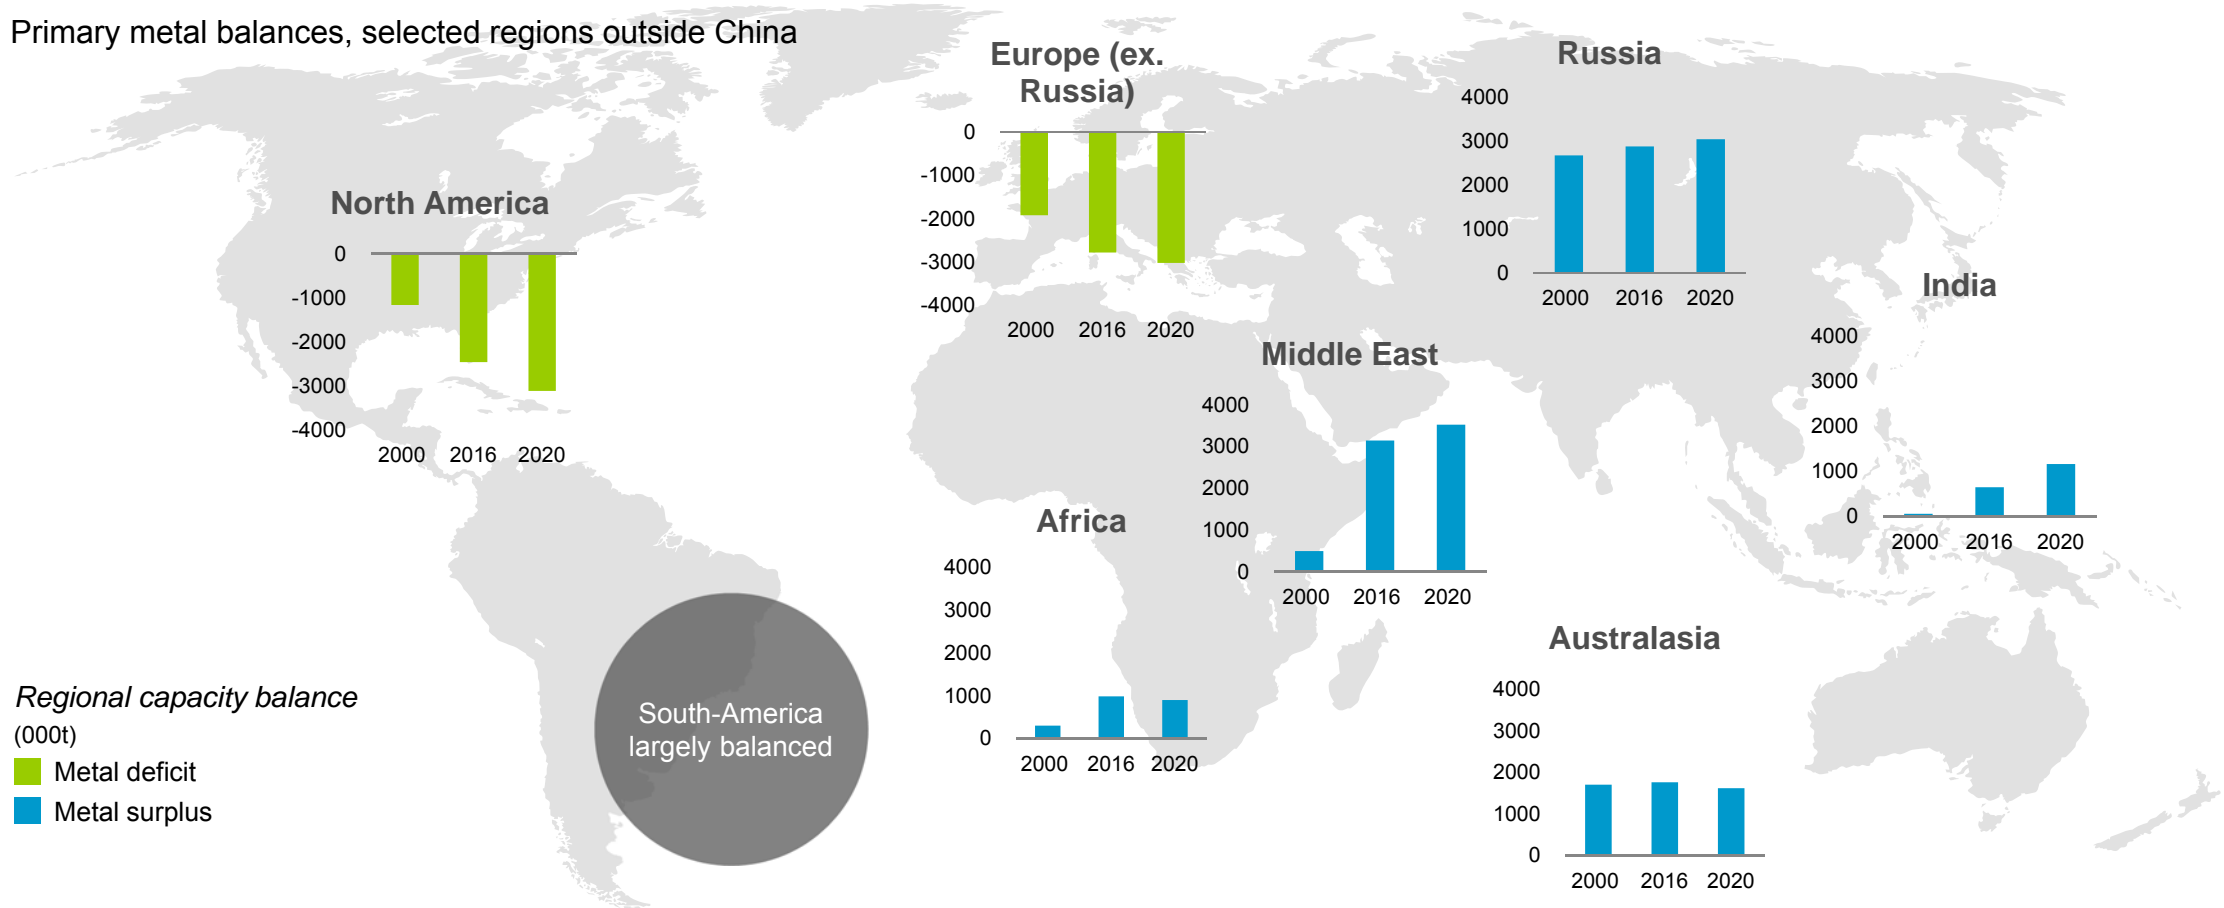 Primary metal balances, selected regions outside China
North America
0
-1000
-2000
-3000
-4000
2000 2016 2020
Europe (ex.
Russia)
0
-1000
-2000
-3000
-4000
2000 2016 2020
Russia
4000
3000
2000
1000
0
2000 2016 2020
India
4000
3000
2000
1000
0
2000 2016 2020
Middle East
4000
3000
2000
1000
0
2000 2016 2020
Africa
4000
3000
2000
1000
0
2000 2016 2020
Australasia
4000
3000
2000
1000
0
2000 2016 2020
South-America
largely balanced
Regional capacity balance
(000t)
Metal deficit
Metal surplus